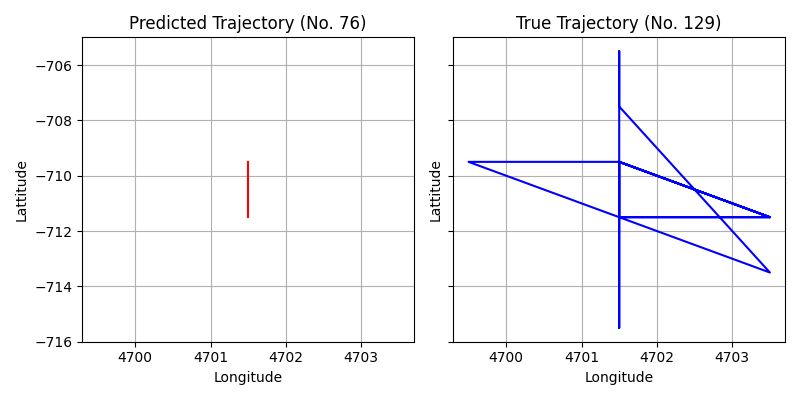 Predicted Trajectory (No. 76)
−706
−708
−710
−712
−714
−716
Lattitude
4700 4701 4702 4703
Longitude
True Trajectory (No. 129)
Lattitude
4700 4701 4702 4703
Longitude